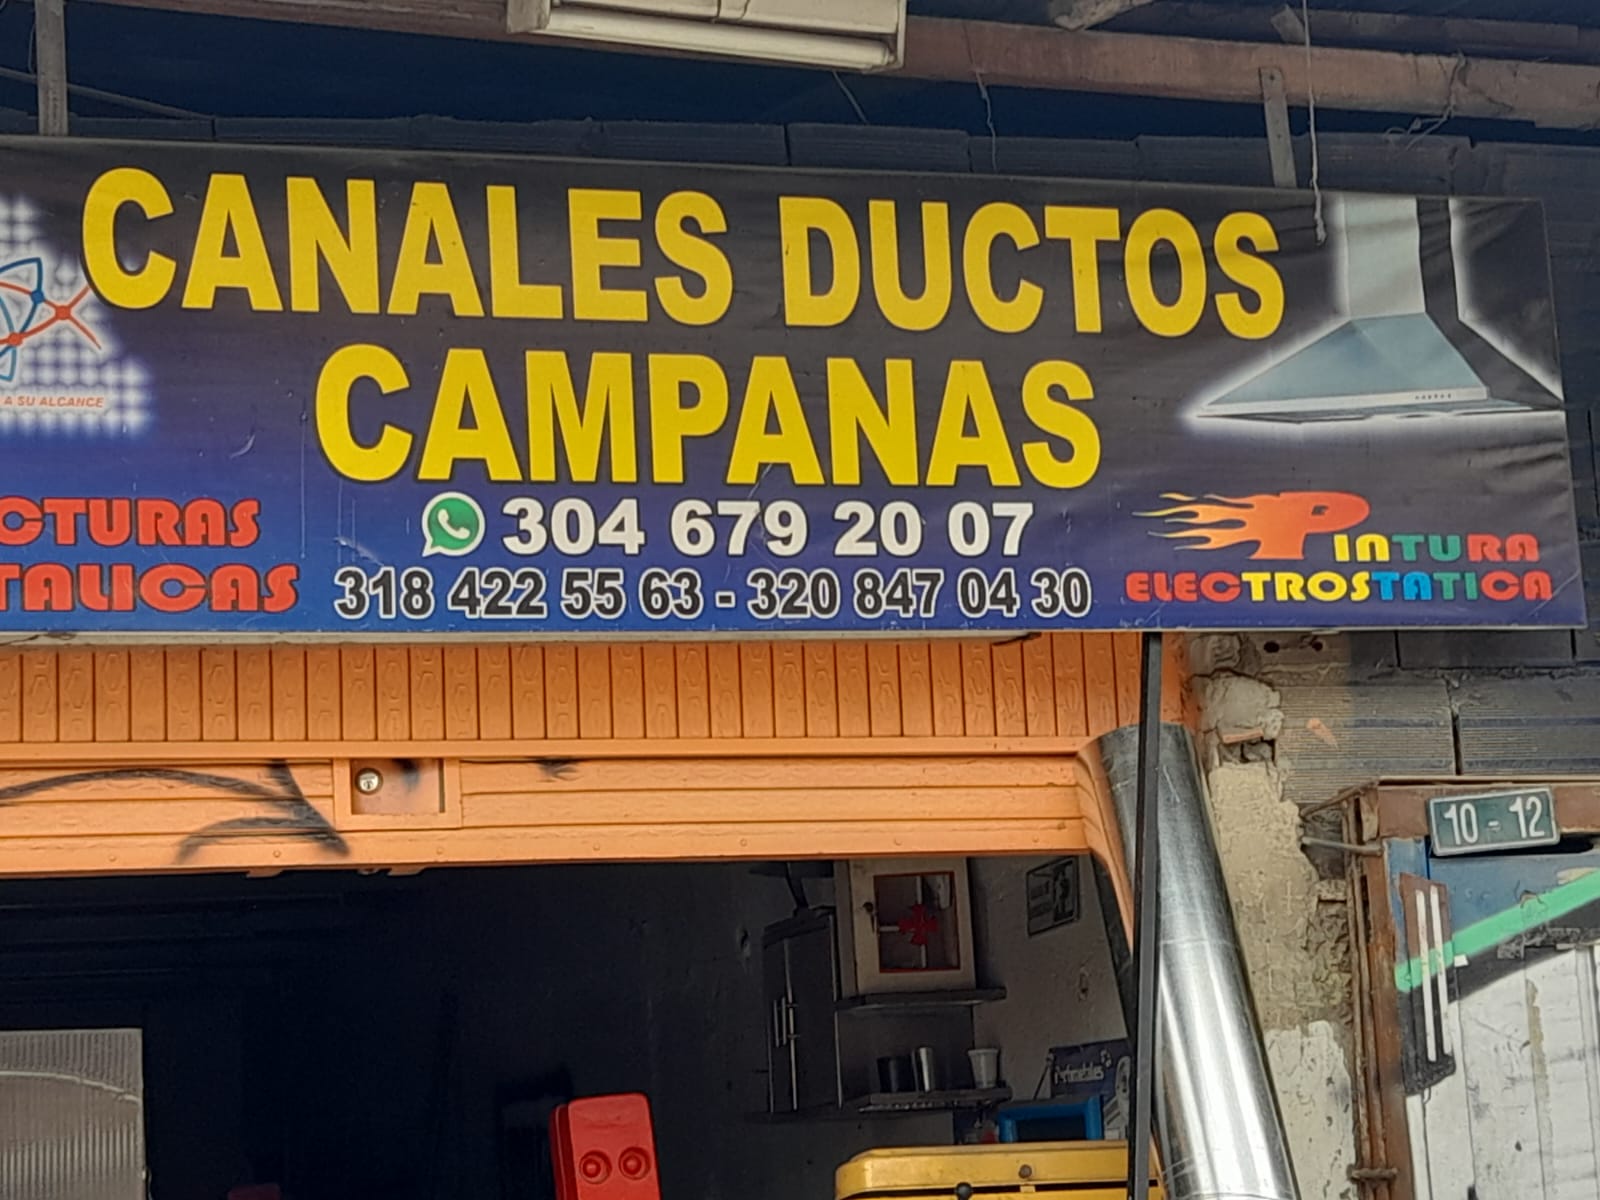 CANALES DUCTOS
CAMPANAS
A SU ALCANCE
CTURAS
TALICAS
304 679 20 07
318 422 55 63 - 320 847 04 30
PINTURA
ELECTROSTATICA
10 - 12